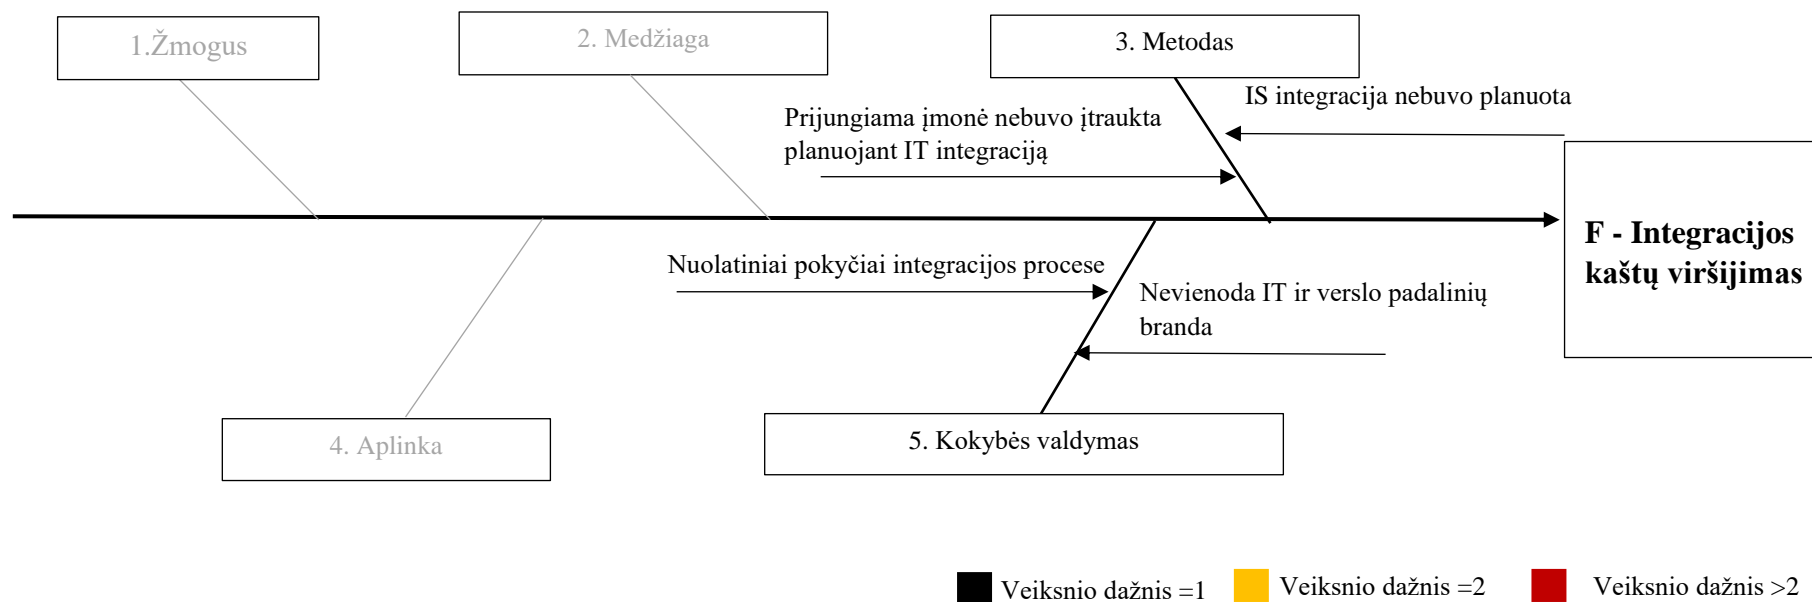 1.Žmogus
2. Medžiaga
3. Metodas
IS integracija nebuvo planuota
Prijungiama įmonė nebuvo įtraukta
planuojant IT integraciją
F - Integracijos
kaštų viršijimas
Nuolatiniai pokyčiai integracijos procese
Nevienoda IT ir verslo padalinių
branda
4. Aplinka
5. Kokybės valdymas
Veiksnio dažnis =1
Veiksnio dažnis =2
Veiksnio dažnis >2